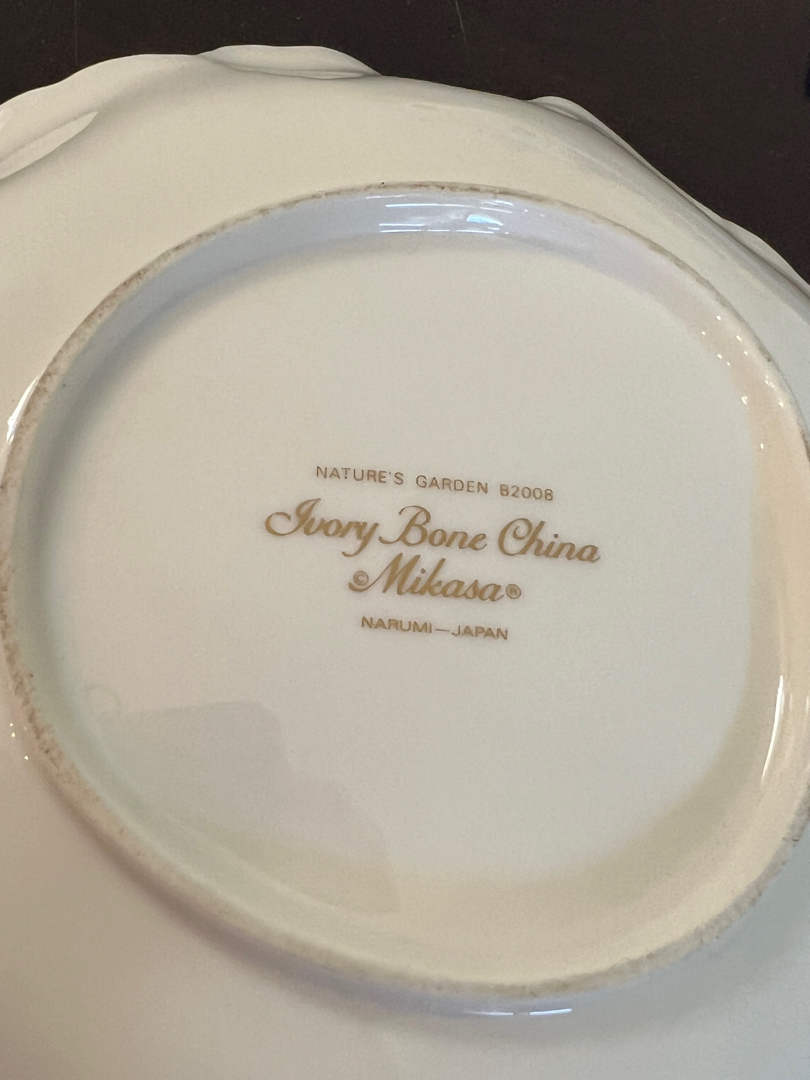 NATURE'S GARDEN B2008
Ivory Bone China
©Mikasa®
NARUMI—JAPAN